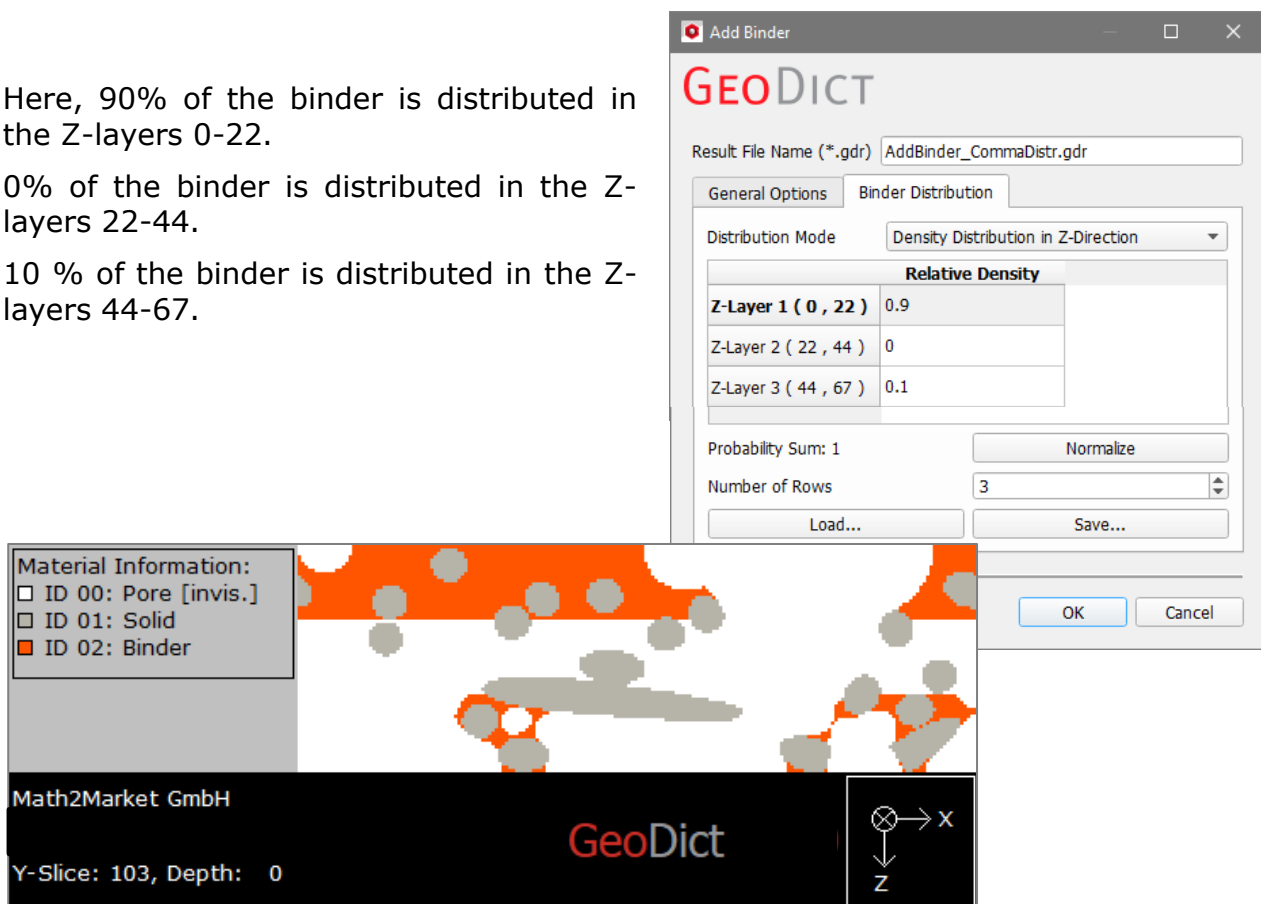 Here, 90% of the binder is distributed in
the Z-layers 0-22.
0% of the binder is distributed in the Z-
layers 22-44.
10 % of the binder is distributed in the Z-
layers 44-67.
Add Binder
GEODICT
Result File Name (*.gdr) AddBinder_CommaDistr.gdr
General Options Binder Distribution
Distribution Mode Density Distribution in Z-Direction
Relative Density
Z-Layer 1 ( 0 , 22 ) 0.9
Z-Layer 2 ( 22 , 44 ) 0
Z-Layer 3 ( 44 , 67 ) 0.1
Probability Sum: 1 Normalize
Number of Rows 3
Load... Save...
OK Cancel
Material Information:
ID 00: Pore [invis.]
ID 01: Solid
ID 02: Binder
Math2Market GmbH
GeoDict
Y-Slice: 103, Depth: 0
X
Z